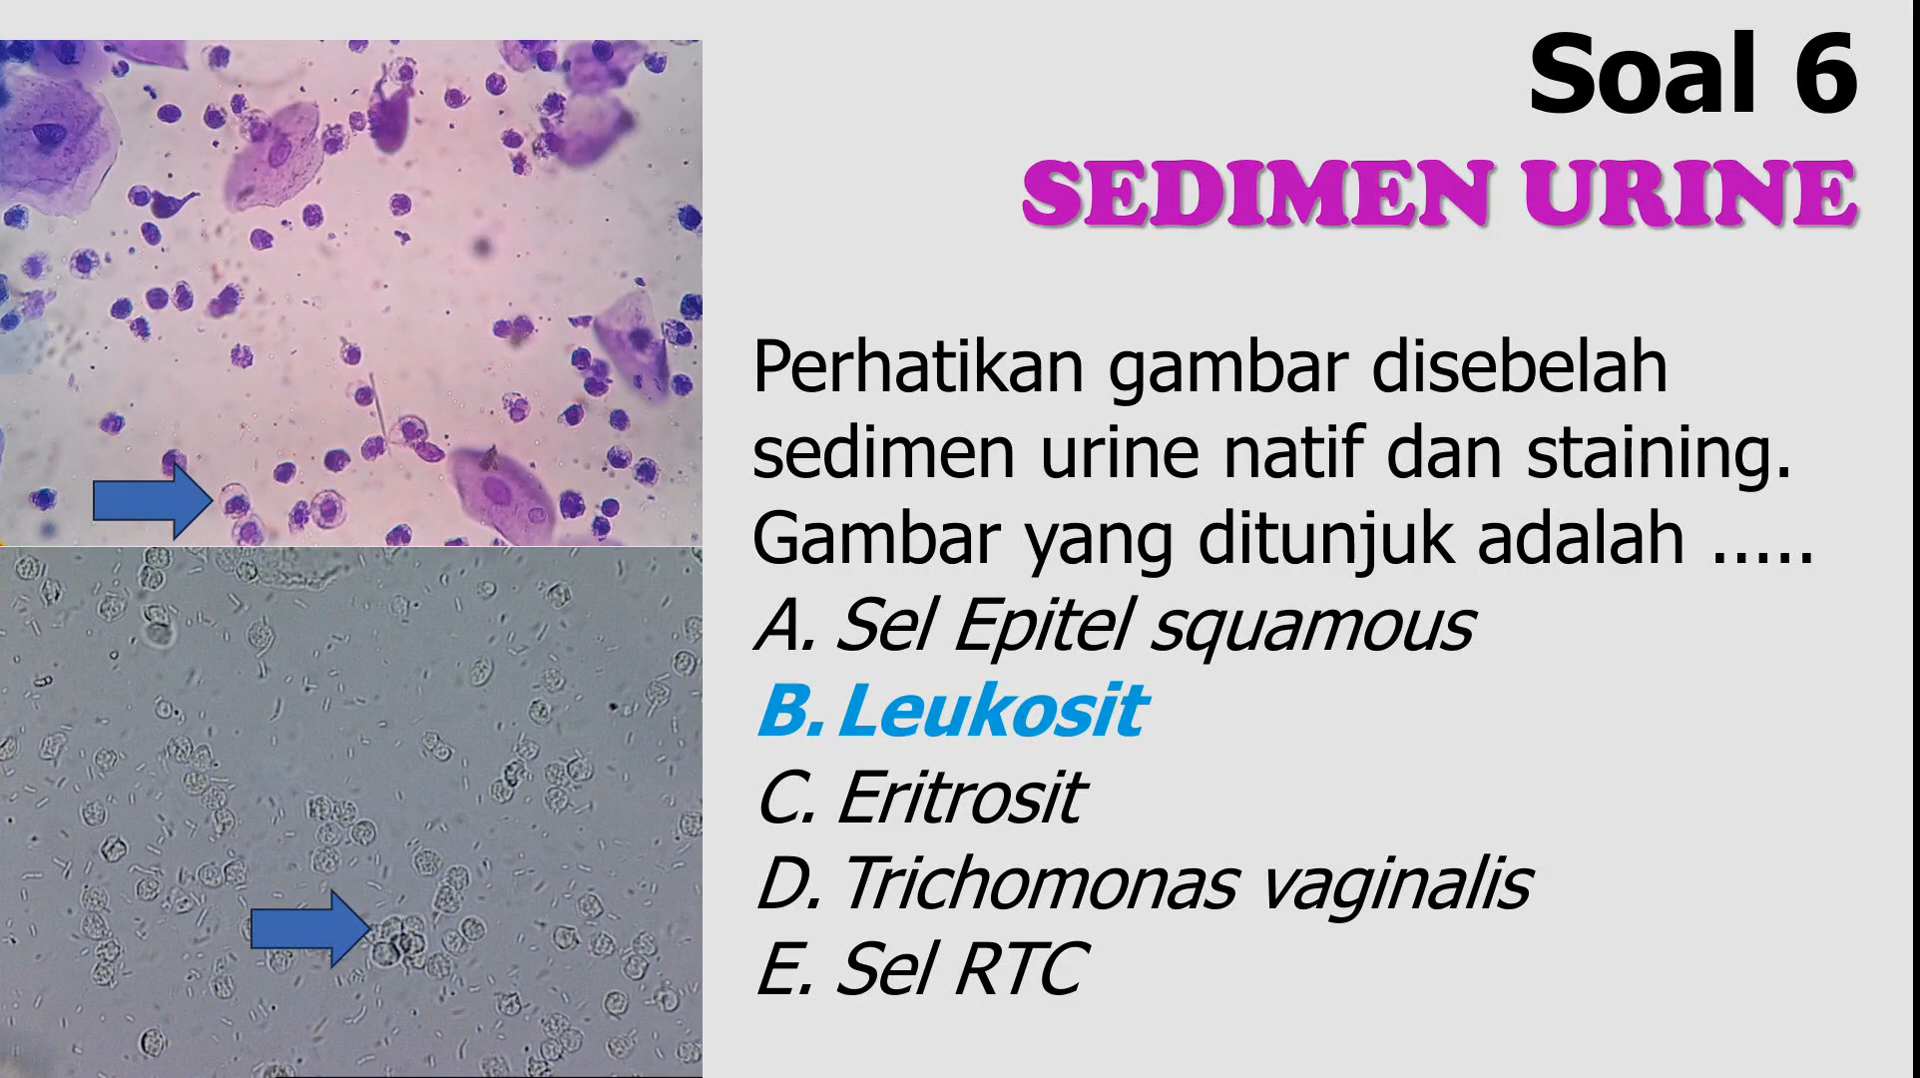 Soal 6
SEDIMEN URINE
Perhatikan gambar disebelah
sedimen urine natif dan staining.
Gambar yang ditunjuk adalah .....
A. Sel Epitel squamous
B. Leukosit
C. Eritrosit
D. Trichomonas vaginalis
E. Sel RTC